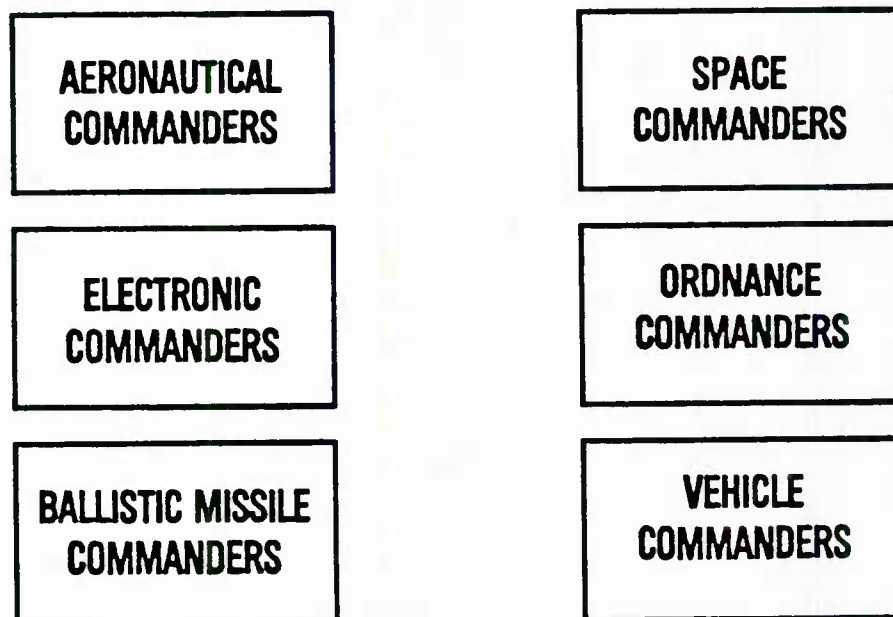 AERONAUTICAL
COMMANDERS
SPACE
COMMANDERS
ELECTRONIC
COMMANDERS
ORDNANCE
COMMANDERS
BALLISTIC MISSILE
COMMANDERS
VEHICLE
COMMANDERS